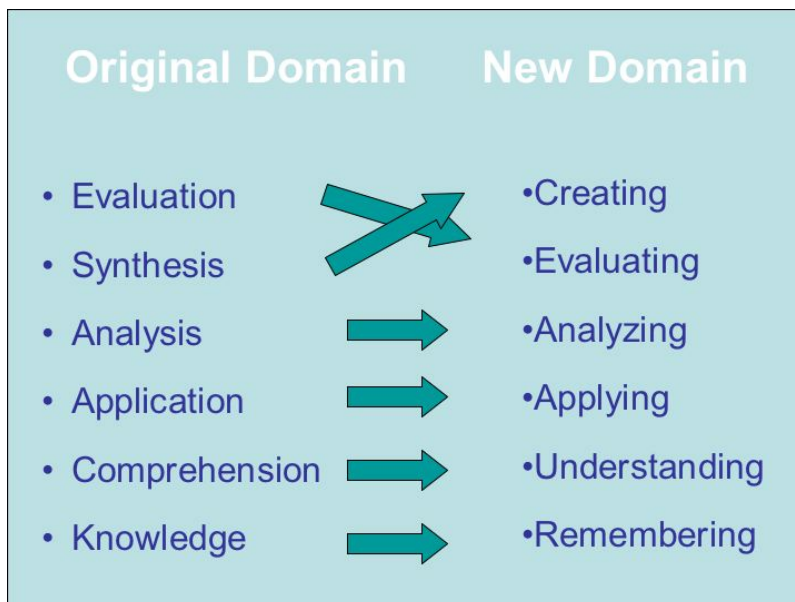 Original Domain New Domain
• Evaluation •Creating
• Synthesis •Evaluating
• Analysis •Analyzing
• Application •Applying
• Comprehension •Understanding
• Knowledge •Remembering